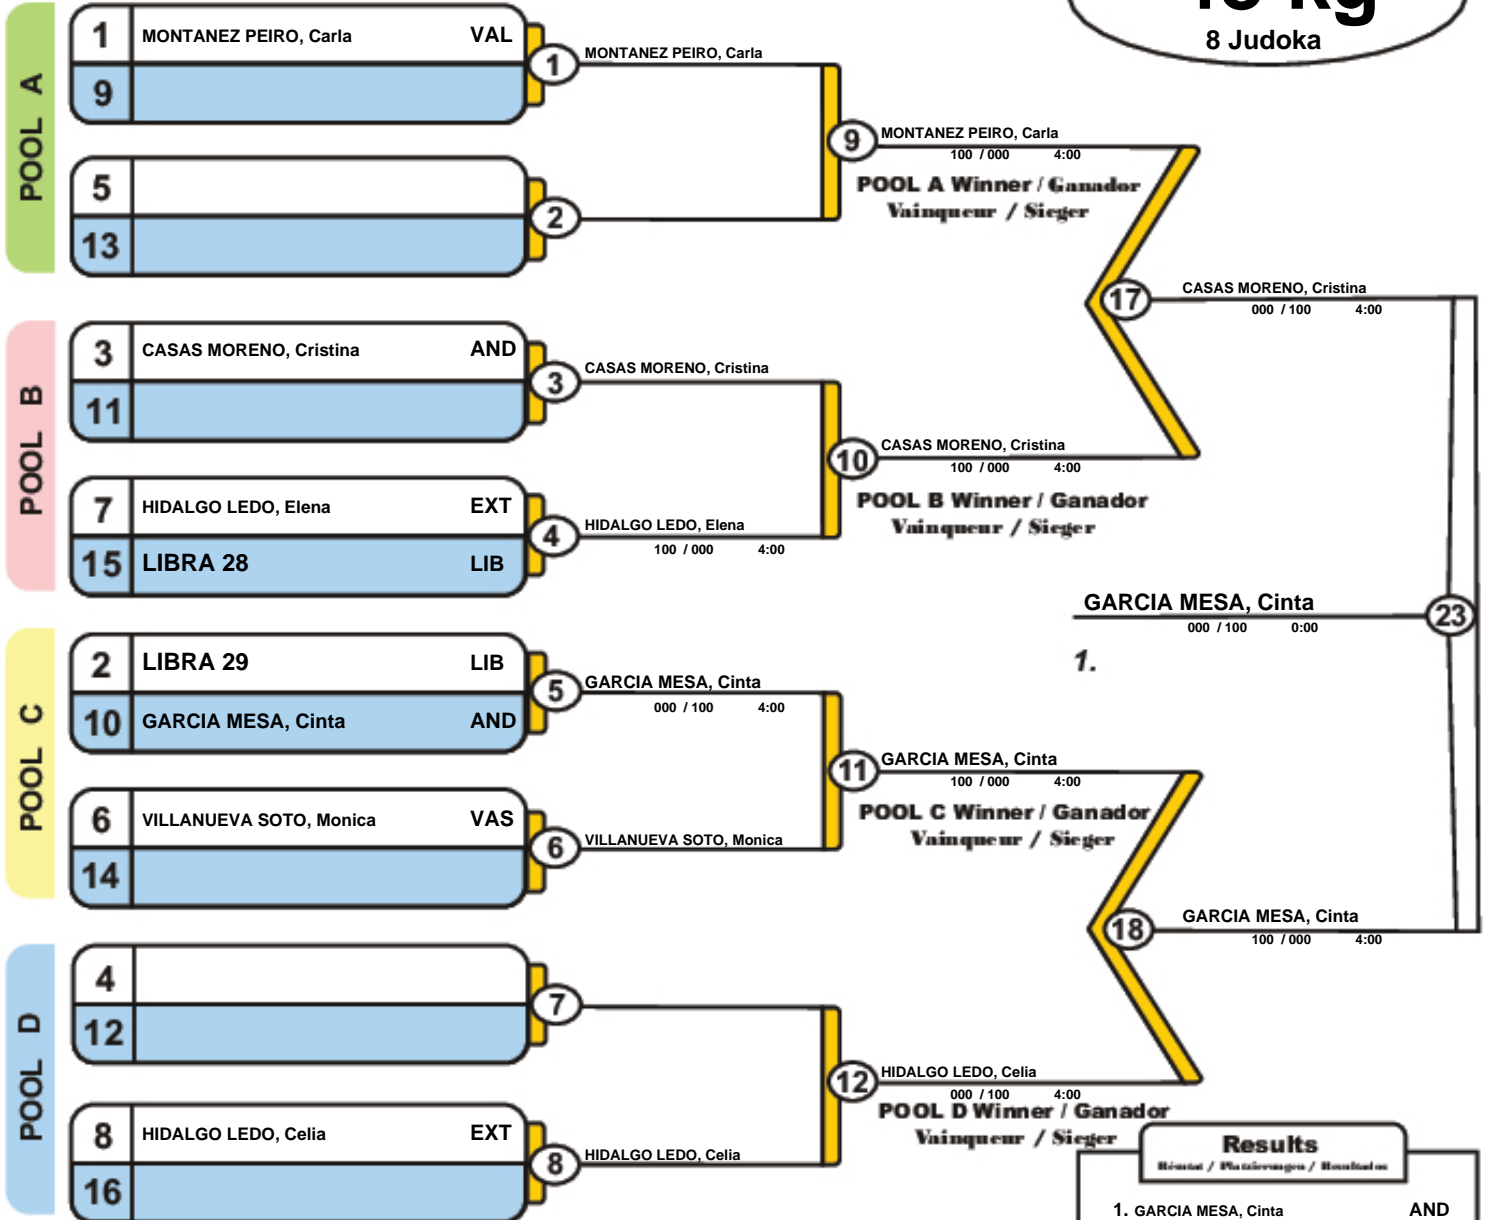 8 Judoka
POOL A
1 MONTANEZ PEIRO, Carla VAL
9
1 MONTANEZ PEIRO, Carla
5
13
2
9 MONTANEZ PEIRO, Carla
100 / 000 4:00
POOL A Winner / Ganador
Vainqueur / Sieger
POOL B
3 CASAS MORENO, Cristina AND
11
3 CASAS MORENO, Cristina
7 HIDALGO LEDO, Elena EXT
15 LIBRA 28 LIB
4 HIDALGO LEDO, Elena
100 / 000 4:00
10 CASAS MORENO, Cristina
100 / 000 4:00
POOL B Winner / Ganador
Vainqueur / Sieger
17 CASAS MORENO, Cristina
000 / 100 4:00
GARCIA MESA, Cinta 23
000 / 100 0:00
1.
POOL C
2 LIBRA 29 LIB
10 GARCIA MESA, Cinta AND
5 GARCIA MESA, Cinta
000 / 100 4:00
6 VILLANUEVA SOTO, Monica VAS
14
6 VILLANUEVA SOTO, Monica
11 GARCIA MESA, Cinta
100 / 000 4:00
POOL C Winner / Ganador
Vainqueur / Sieger
18 GARCIA MESA, Cinta
100 / 000 4:00
POOL D
4
12
7
8 HIDALGO LEDO, Celia EXT
16
8 HIDALGO LEDO, Celia
12 HIDALGO LEDO, Celia
000 / 100 4:00
POOL D Winner / Ganador
Vainqueur / Sieger
Results
/ Platzierungen / Resultados
1. GARCIA MESA, Cinta AND